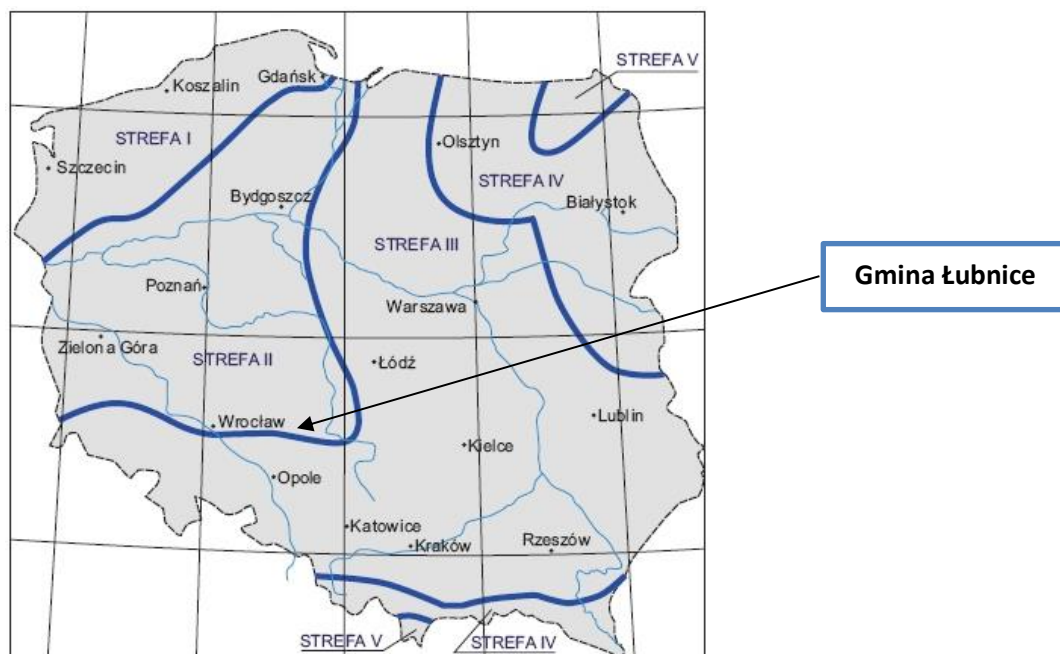 STREFA V
Gdańsk
Koszalin
STREFA I
Olsztyn
Szczecin
STREFA IV
Bydgoszcz
Białystok
STREFA III
Gmina Łubnice
Poznań
Warszawa
Zielona Góra
STREFA II
Łódź
Wrocław
Lublin
Kielce
Opole
Katowice
Kraków
Rzeszów
STREFA V
STREFA IV